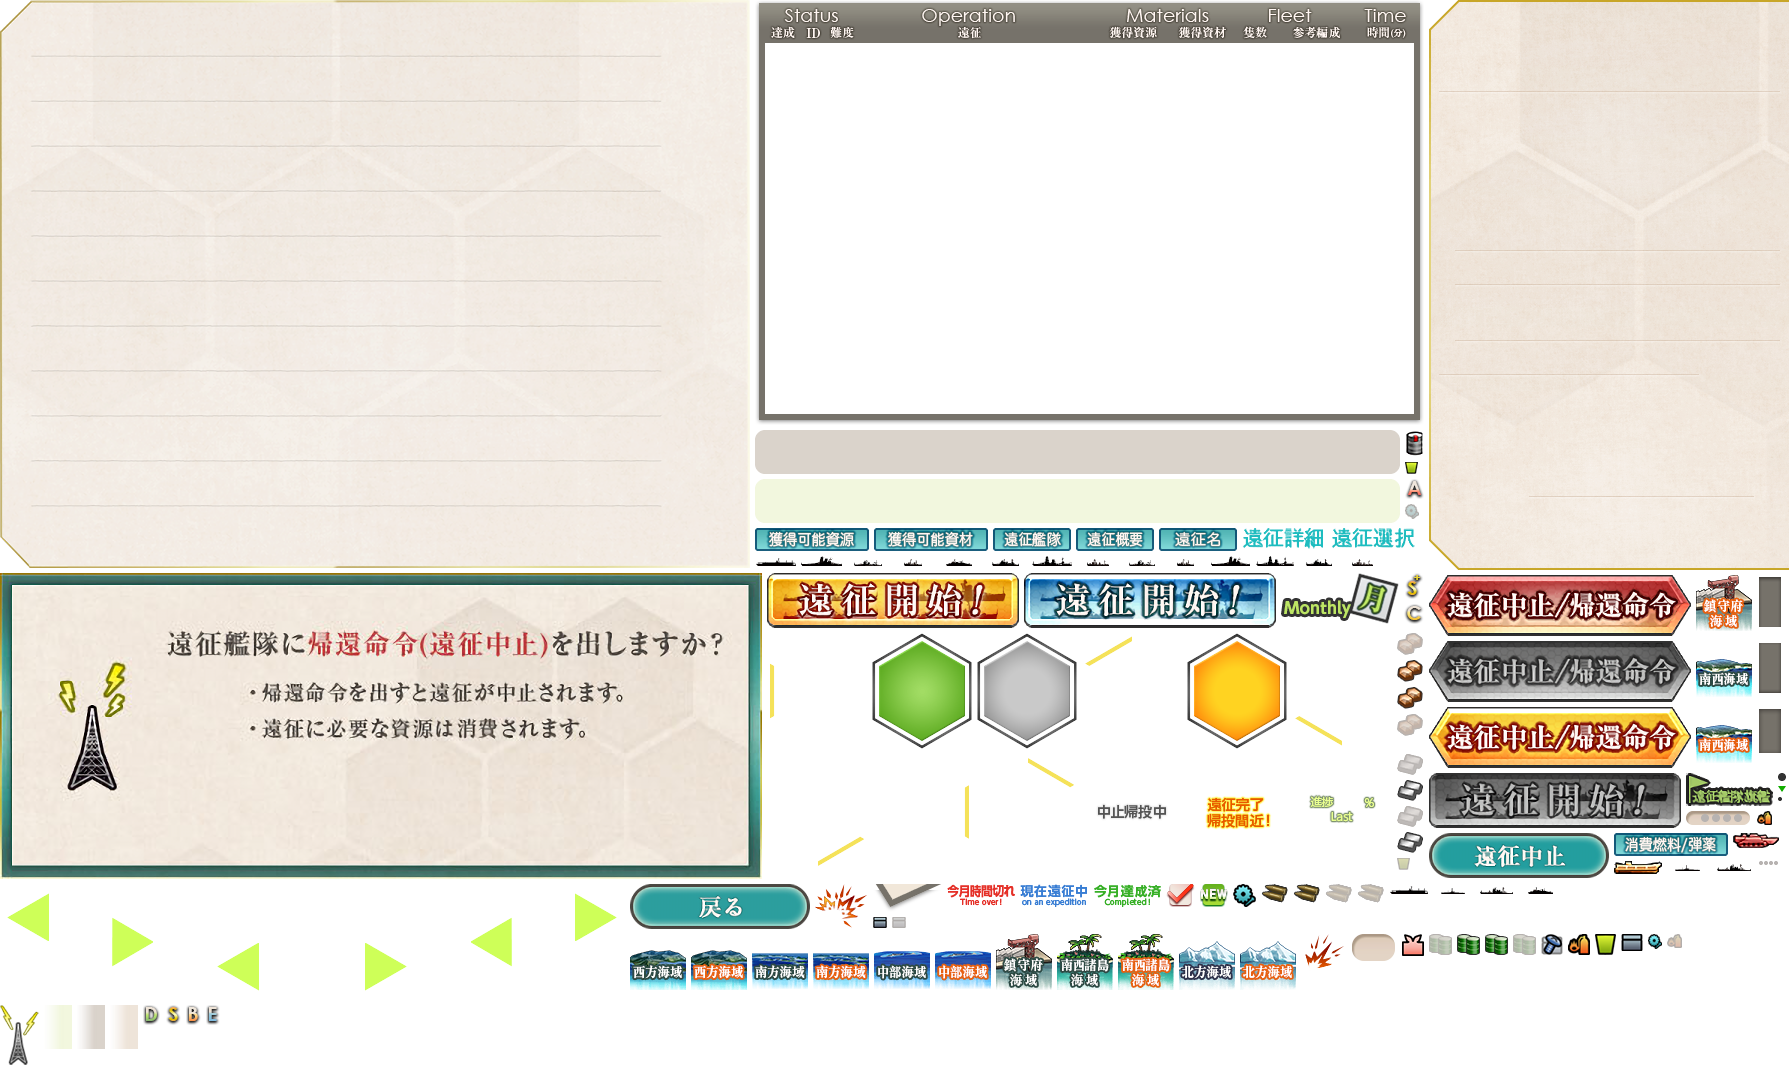 Status Operation Materials Fleet Time
達成 ID 難度 遠征 獲得資源 獲得資材 隻数 参考編成 時間(分)
A
獲得可能資源 獲得可能資材 遠征艦隊 遠征概要 遠征名 遠征詳細 遠征選択
遠征開始! 遠征開始! Monthly 月 S+ C 遠征中止/帰還命令 鎮守府海域
遠征艦隊に帰還命令(遠征中止)を出しますか?
・帰還命令を出すと遠征が中止されます。
・遠征に必要な資源は消費されます。
遠征中止/帰還命令 南西海域
遠征中止/帰還命令 南西海域
中止帰投中
遠征完了
帰投間近!
進捗 %
Last
遠征開始! 遠征艦隊旗艦
遠征中止 消費燃料/弾薬
戻る
今月時間切れ
Time over!
現在遠征中
on an expedition
今月達成済
Completed!
NEW
西方海域 西方海域 南方海域 南方海域 中部海域 中部海域 鎮守府海域 南西諸島海域 南西諸島海域 北方海域 北方海域
D S B E